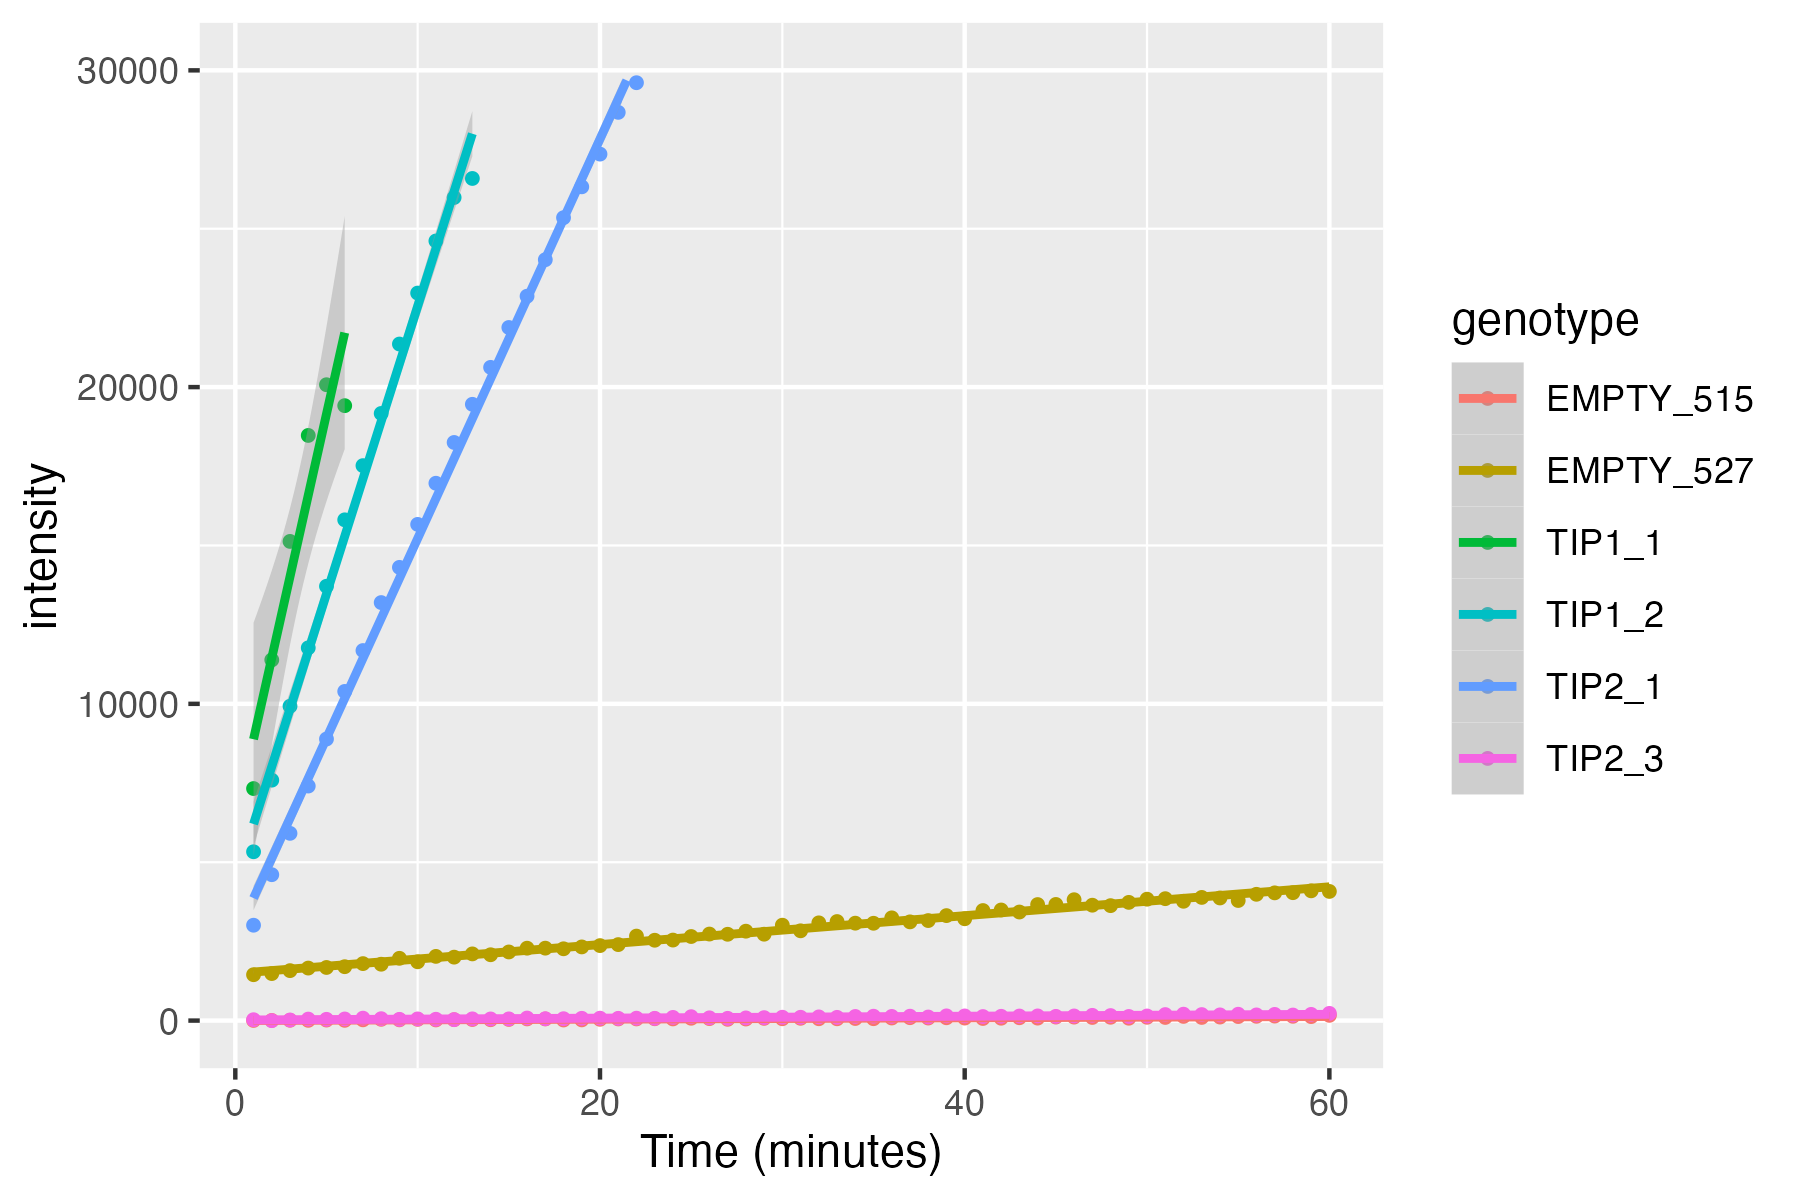 30000
20000
10000
0
intensity
0
20
40
60
Time (minutes)
genotype
EMPTY_515
EMPTY_527
TIP1_1
TIP1_2
TIP2_1
TIP2_3